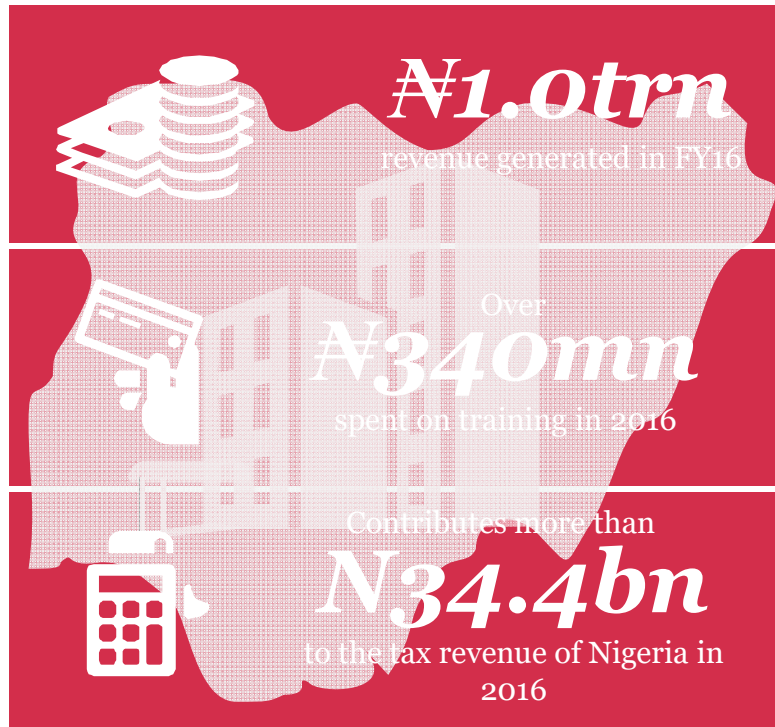 ₦1.0trn
revenue generated in FY16
Over
₦340mn
spent on training in 2016
Contributes more than
N34.4bn
to the tax revenue of Nigeria in
2016